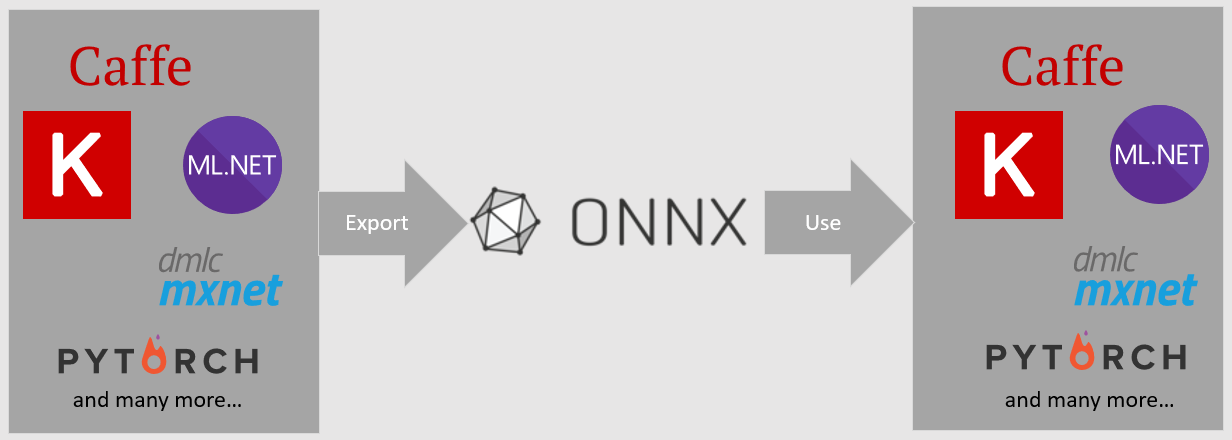 Caffe
K
ML.NET
dmlc
mxnet
PYTORCH
and many more...
Export
ONNX
Use
Caffe
K
ML.NET
dmlc
mxnet
PYTORCH
and many more...